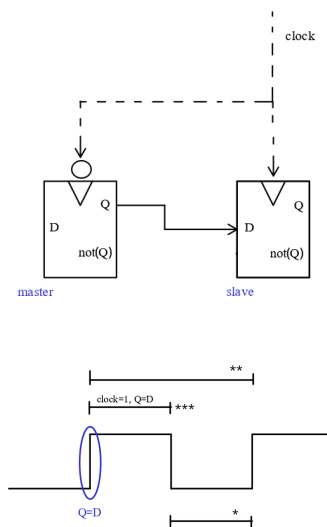 clock
Q
Q
D
D
not(Q)
not(Q)
master
slave
**
clock=1, Q=D
***
Q=D
*